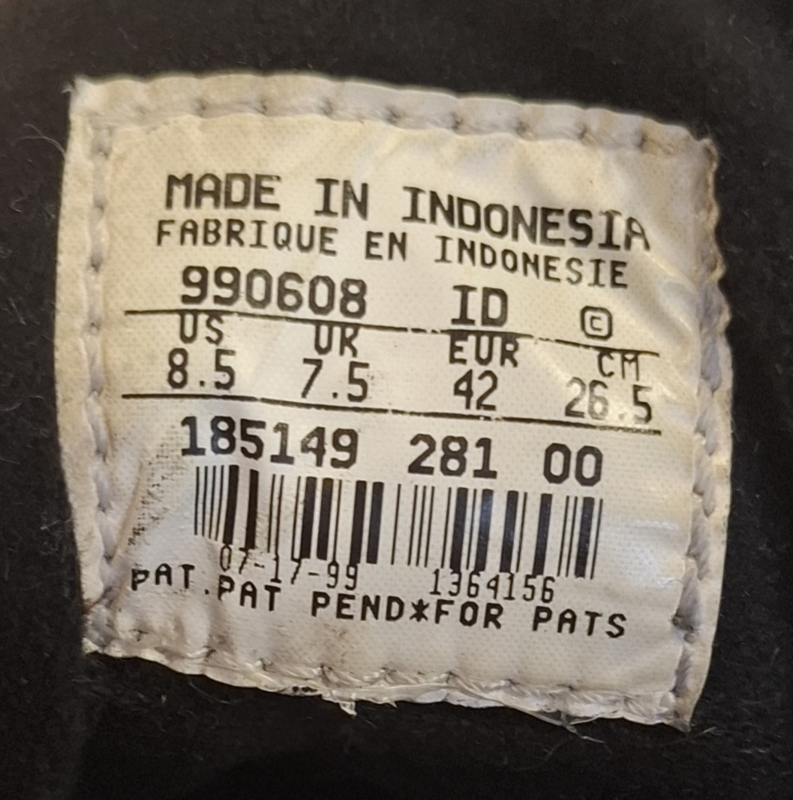 MADE IN INDONESIA
FABRIQUE EN INDONESIE
990608 ID ©
US UK EUR CM
8.5 7.5 42 26.5
185149 281 00
07-17-99 1364156
PAT.PAT PEND*FOR PATS